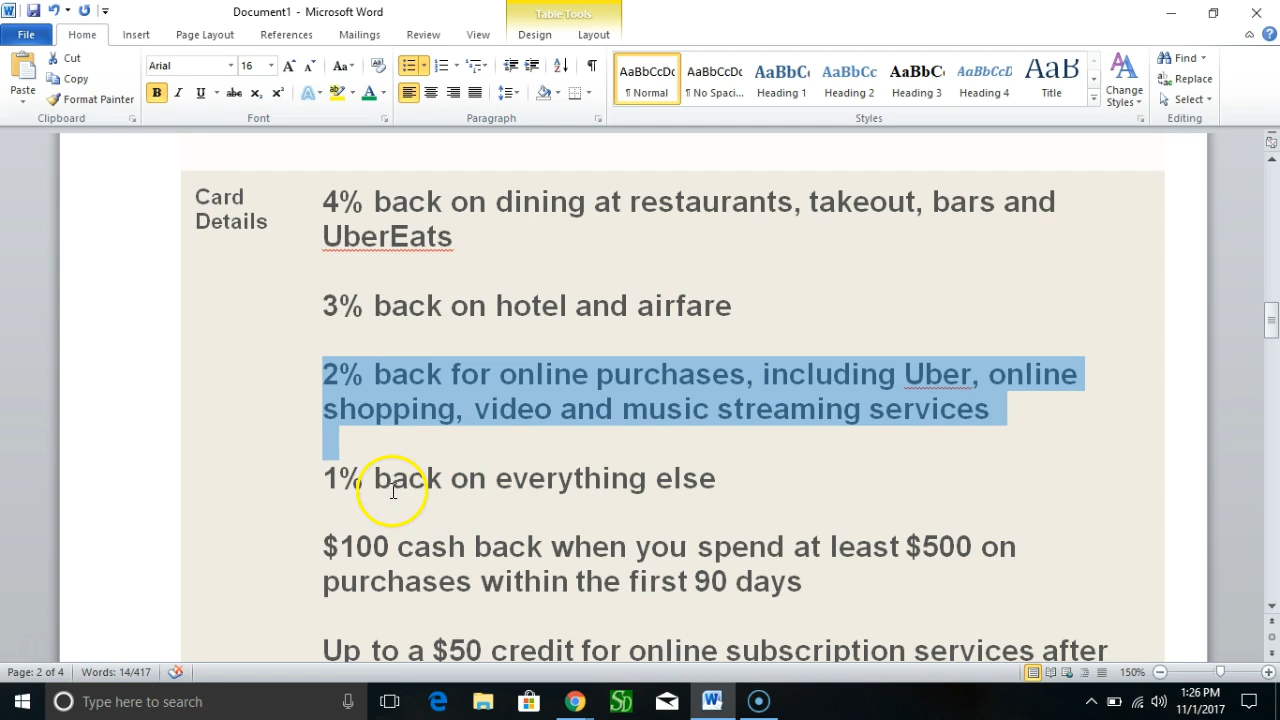 Document1 - Microsoft Word
Table Tools
File Home Insert Page Layout References Mailings Review View Design Layout
Paste
Cut
Copy
Format Painter
Clipboard
Arial 16
Font
Paragraph
AaBbCcDc AaBbCcDc AaBbC AaBbCc AaBbC AaBbCcD AaB
¶ Normal ¶ No Spaci... Heading 1 Heading 2 Heading 3 Heading 4 Title
Change
Styles
Styles
Find
Replace
Select
Editing
Card
Details
4% back on dining at restaurants, takeout, bars and
UberEats
3% back on hotel and airfare
2% back for online purchases, including Uber, online
shopping, video and music streaming services
1% back on everything else
$100 cash back when you spend at least $500 on
purchases within the first 90 days
Up to a $50 credit for online subscription services after
Page: 2 of 4 Words: 14/417 150%
Type here to search
1:26 PM
11/1/2017